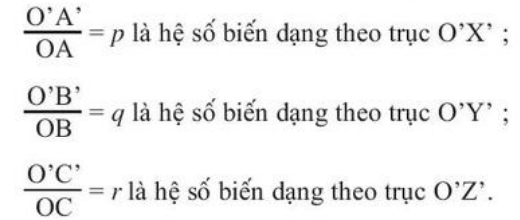 O’A’/OA = p là hệ số biến dạng theo trục O’X’ ;
O’B’/OB = q là hệ số biến dạng theo trục O’Y’ ;
O’C’/OC = r là hệ số biến dạng theo trục O’Z’.